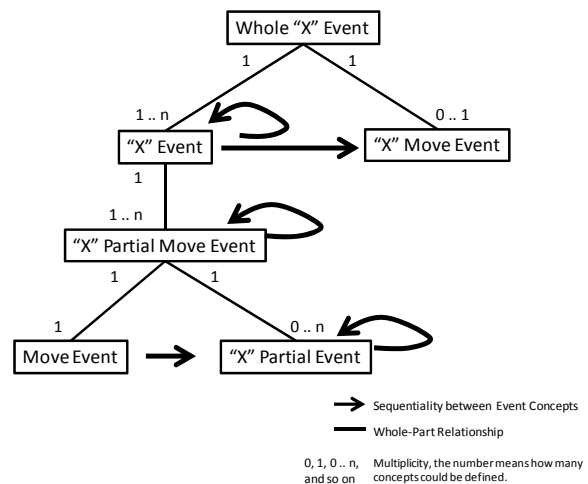 Whole “X” Event
1 1
1 .. n 0 .. 1
“X” Event “X” Move Event
1
1 .. n
“X” Partial Move Event
1 1
1 0 .. n
Move Event “X” Partial Event
Sequentiality between Event Concepts
Whole-Part Relationship
0, 1, 0 .. n, Multiplicity, the number means how many
and so on concepts could be defined.